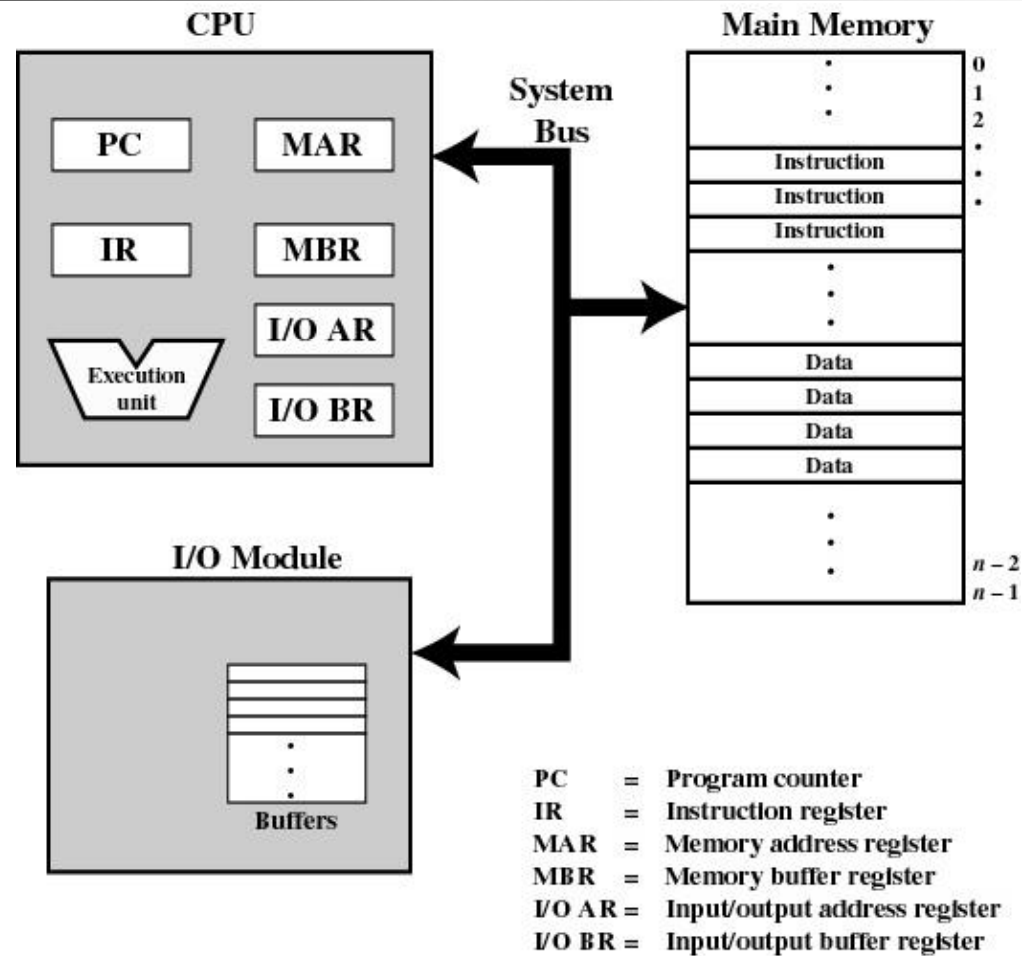 CPU
PC
MAR
IR
MBR
I/O AR
I/O BR
Execution
unit
System
Bus
Main Memory
0
1
2
Instruction
Instruction
Instruction
Data
Data
Data
Data
n – 2
n – 1
I/O Module
Buffers
PC = Program counter
IR = Instruction register
MAR = Memory address register
MBR = Memory buffer register
I/O AR = Input/output address register
I/O BR = Input/output buffer register